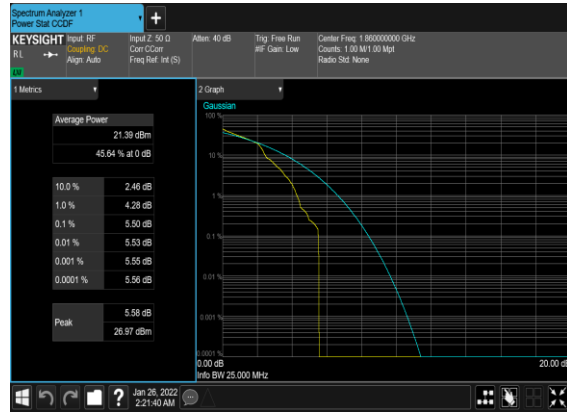 Spectrum Analyzer 1
Power Stat CCDF
+
KEYSIGHT
RL
Input: RF
Coupling: DC
Align: Auto
Input Z: 50 Ω
Corr CCorr
Freq Ref: Int (S)
Atten: 40 dB
Trig: Free Run
#IF Gain: Low
Center Freq: 1.860000000 GHz
Counts: 1.00 M/1.00 Mpt
Radio Std: None
1 Metrics
Average Power
21.39 dBm
45.64 % at 0 dB
10.0 % 2.46 dB
1.0 % 4.28 dB
0.1 % 5.50 dB
0.01 % 5.53 dB
0.001 % 5.55 dB
0.0001 % 5.56 dB
Peak
5.58 dB
26.97 dBm
2 Graph
Gaussian
100 %
10 %
1 %
0.1 %
0.01 %
0.001 %
0.0001 %
0.00 dB
20.00 dB
Info BW 25.000 MHz
?
Jan 26, 2022
2:21:40 AM